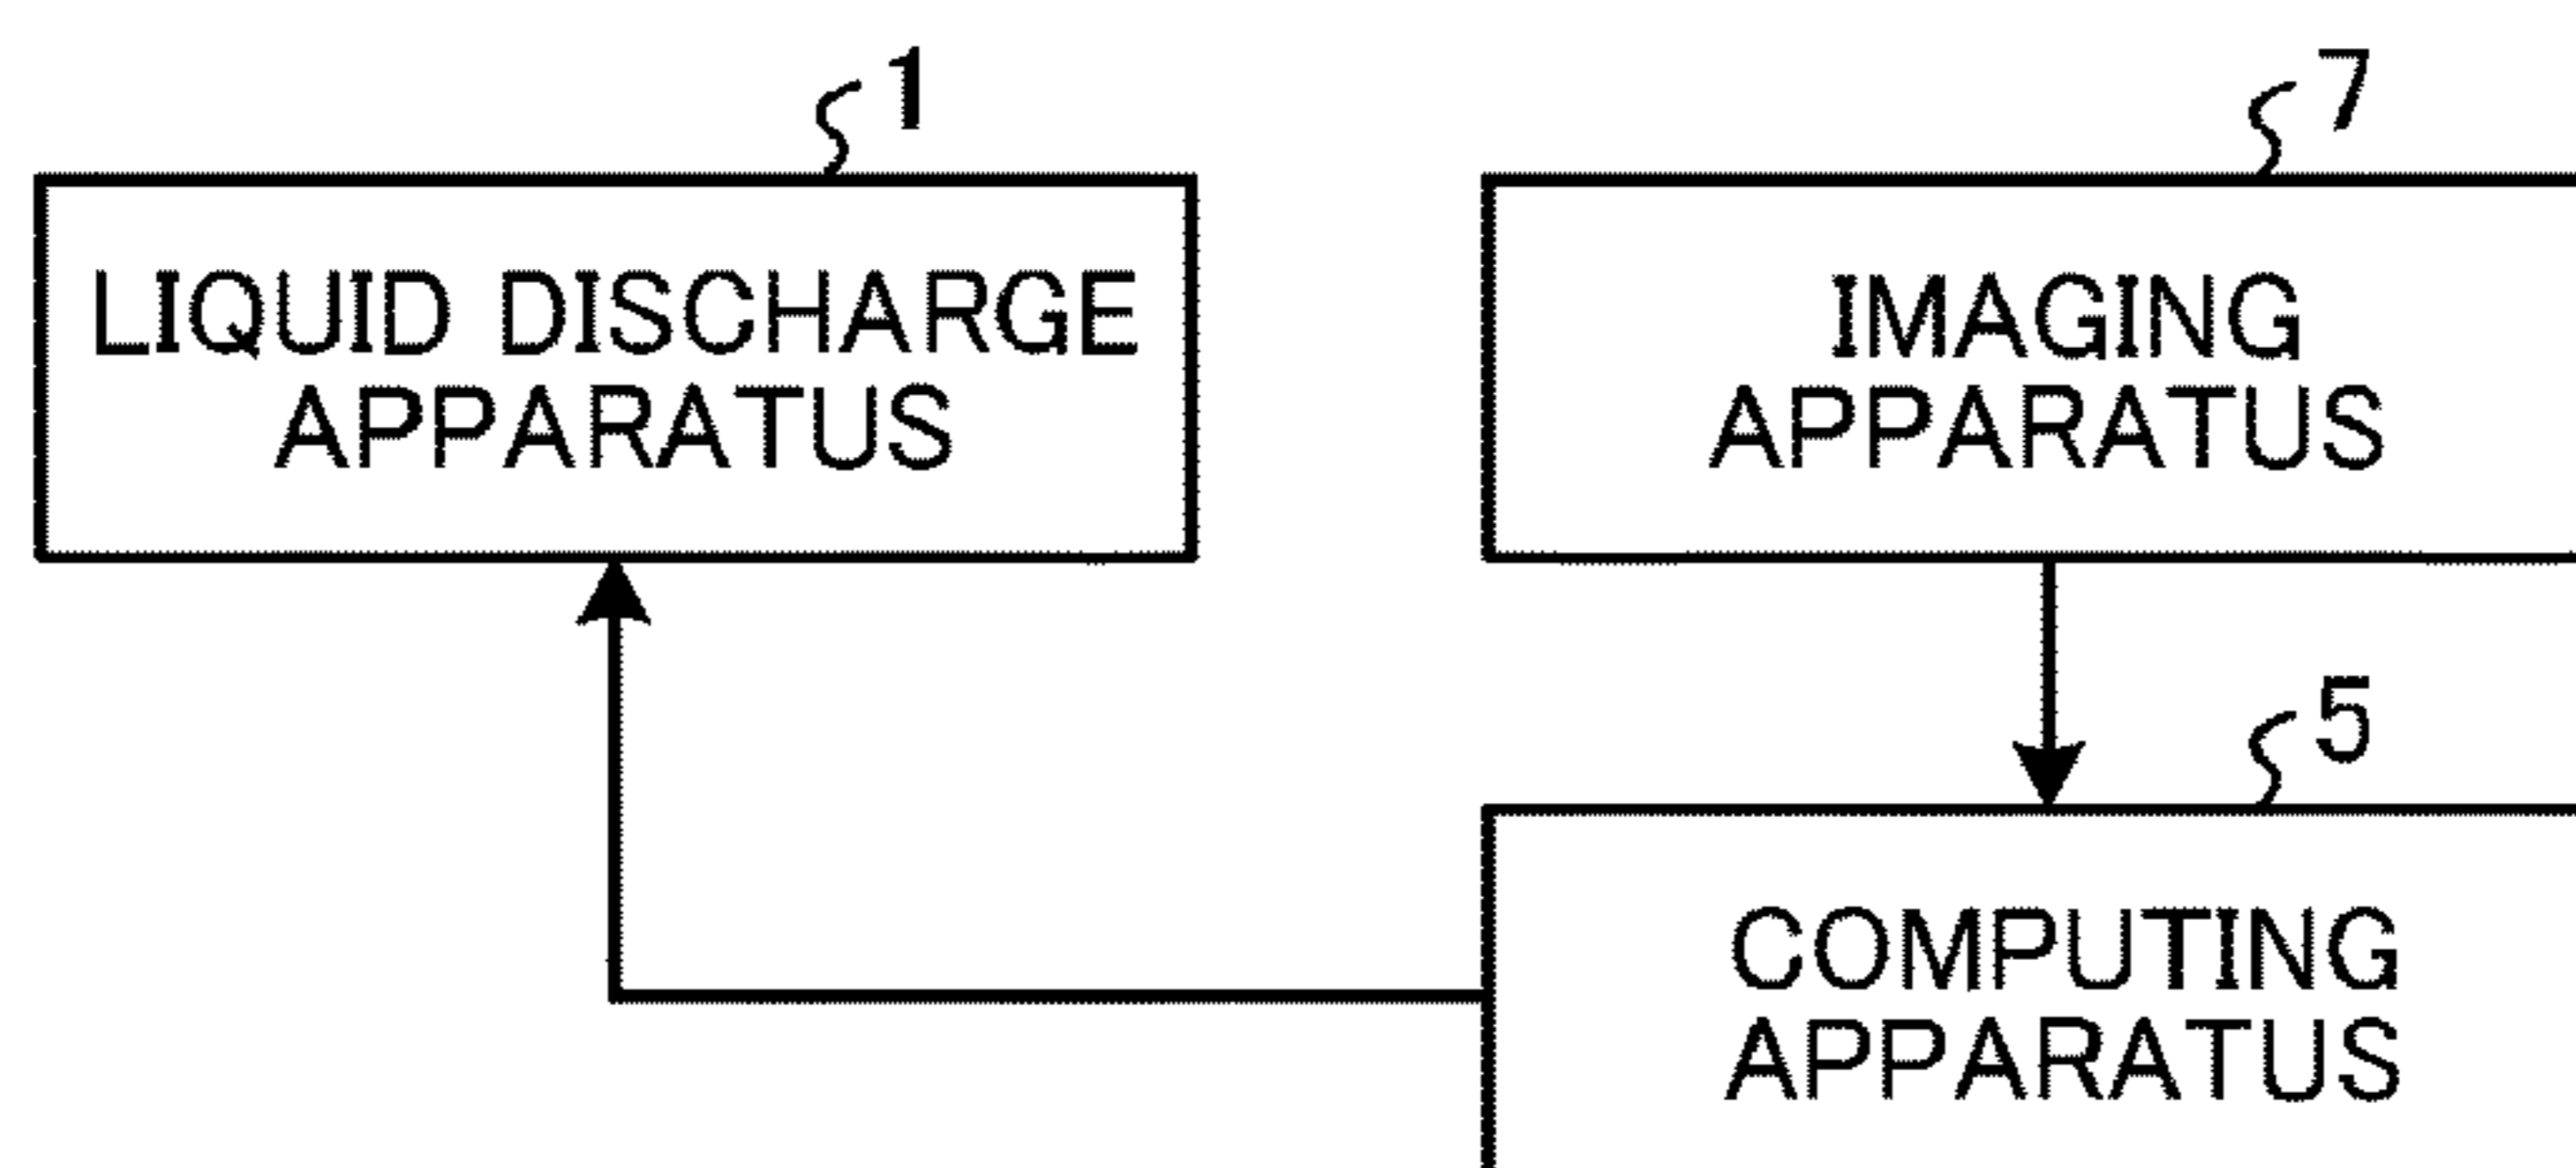 1
LIQUID DISCHARGE
APPARATUS
7
IMAGING
APPARATUS
5
COMPUTING
APPARATUS